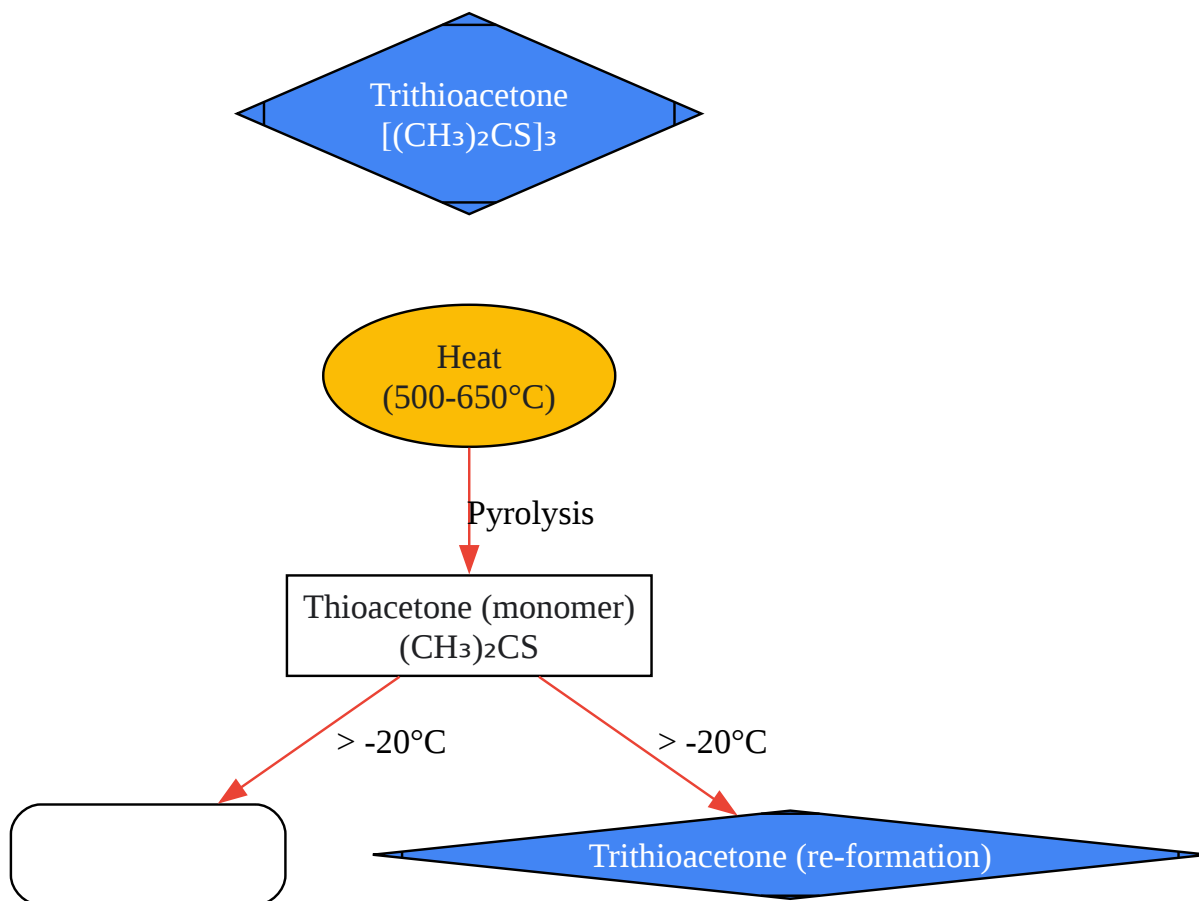 Trithioacetone
[(CH₃)₂CS]₃
Heat
(500-650°C)
Pyrolysis
Thioacetone (monomer)
(CH₃)₂CS
> -20°C
> -20°C
Trithioacetone (re-formation)